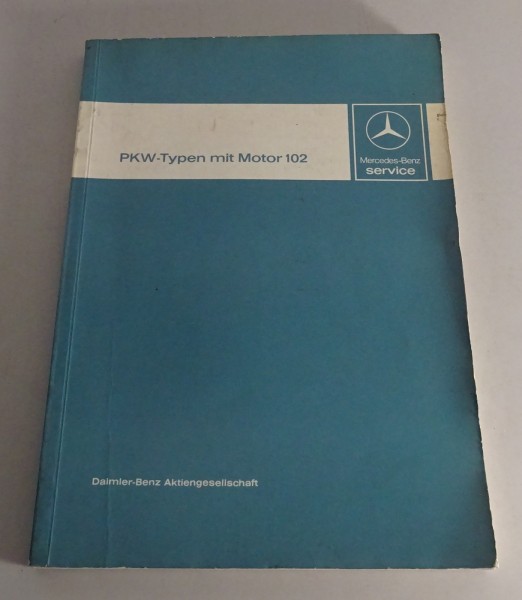 PKW-Typen mit Motor 102
Mercedes-Benz
service
Daimler-Benz Aktiengesellschaft